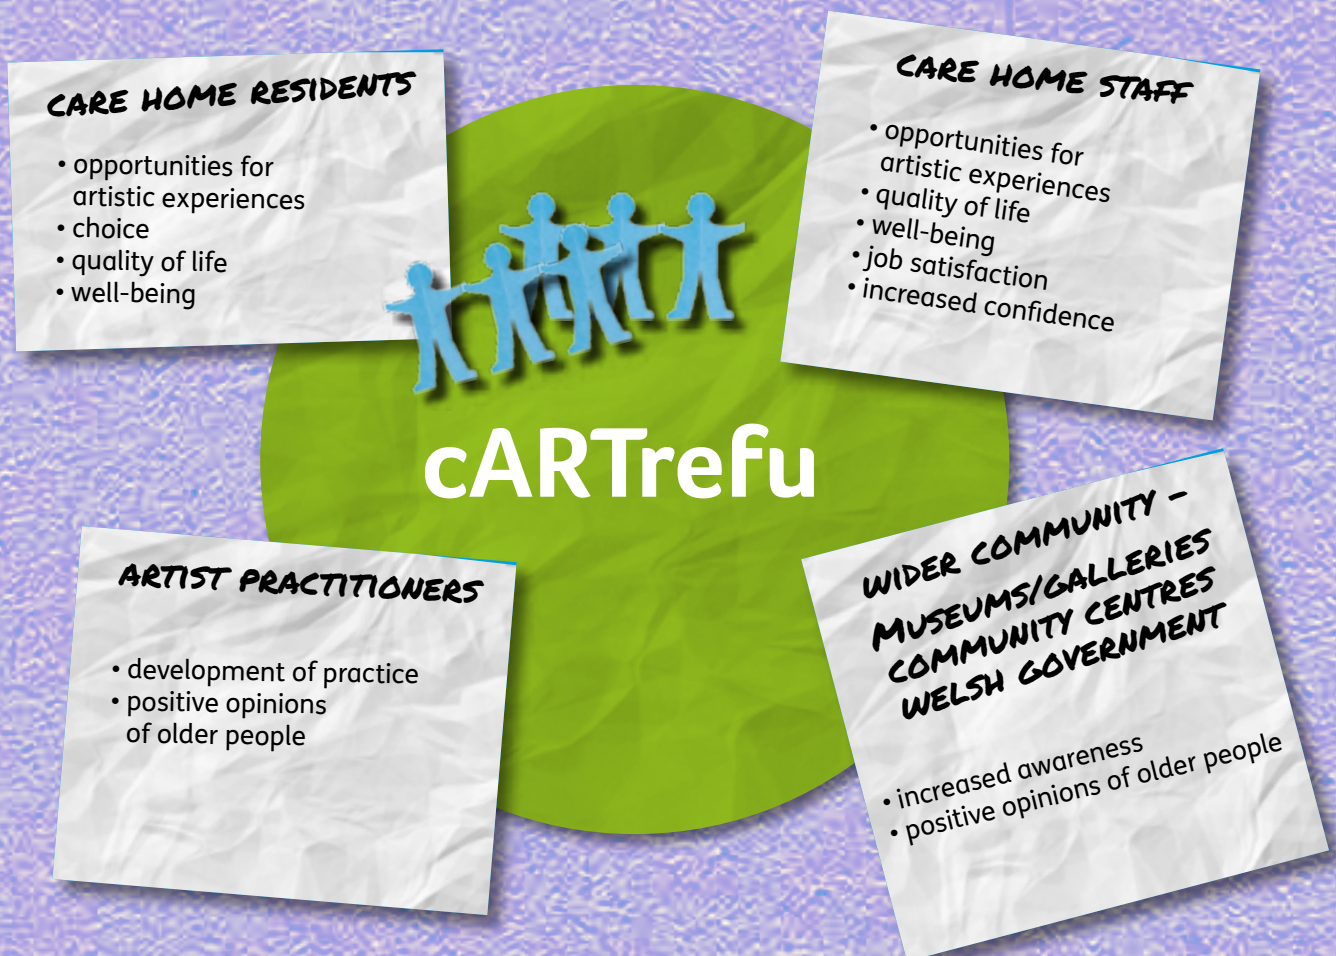 CARE HOME RESIDENTS
• opportunities for
artistic experiences
• choice
• quality of life
• well-being
CARE HOME STAFF
• opportunities for
artistic experiences
• quality of life
• well-being
• job satisfaction
• increased confidence
cARTrefu
ARTIST PRACTITIONERS
• development of practice
• positive opinions
of older people
WIDER COMMUNITY -
MUSEUMS/GALLERIES
COMMUNITY CENTRES
WELSH GOVERNMENT
• increased awareness
• positive opinions of older people